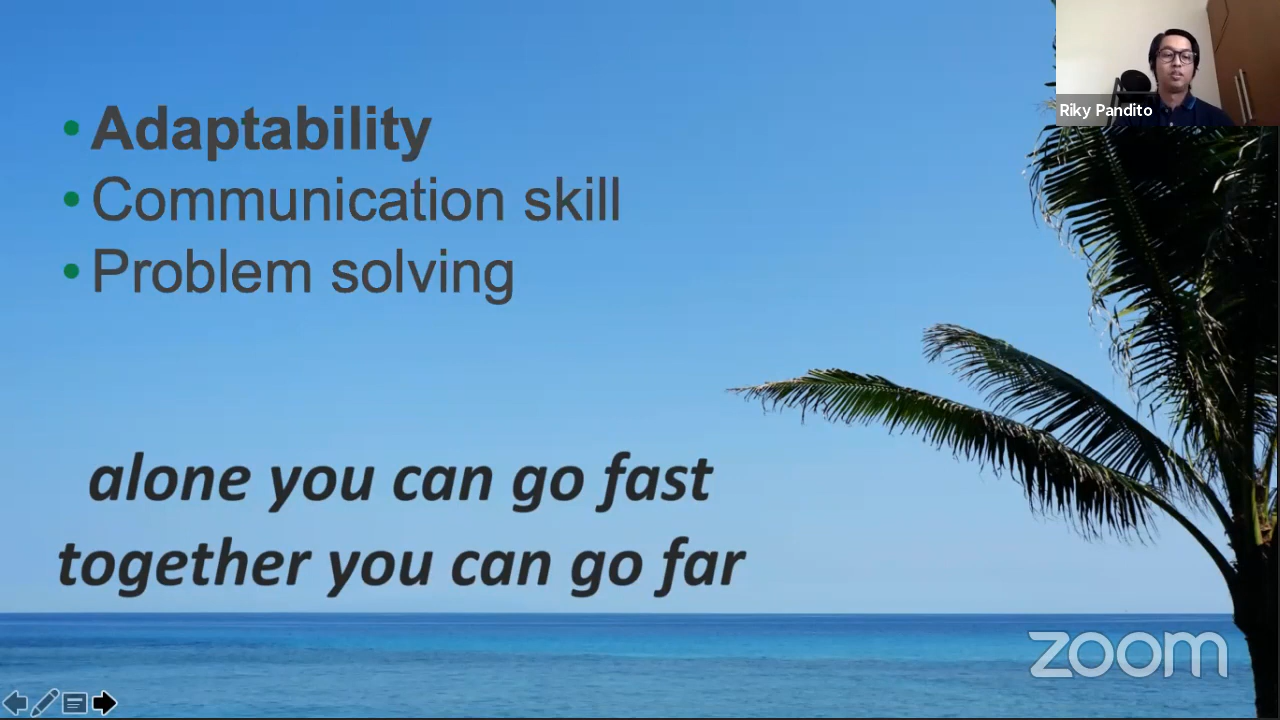 Riky Pandito
• Adaptability
• Communication skill
• Problem solving
alone you can go fast
together you can go far
zoom